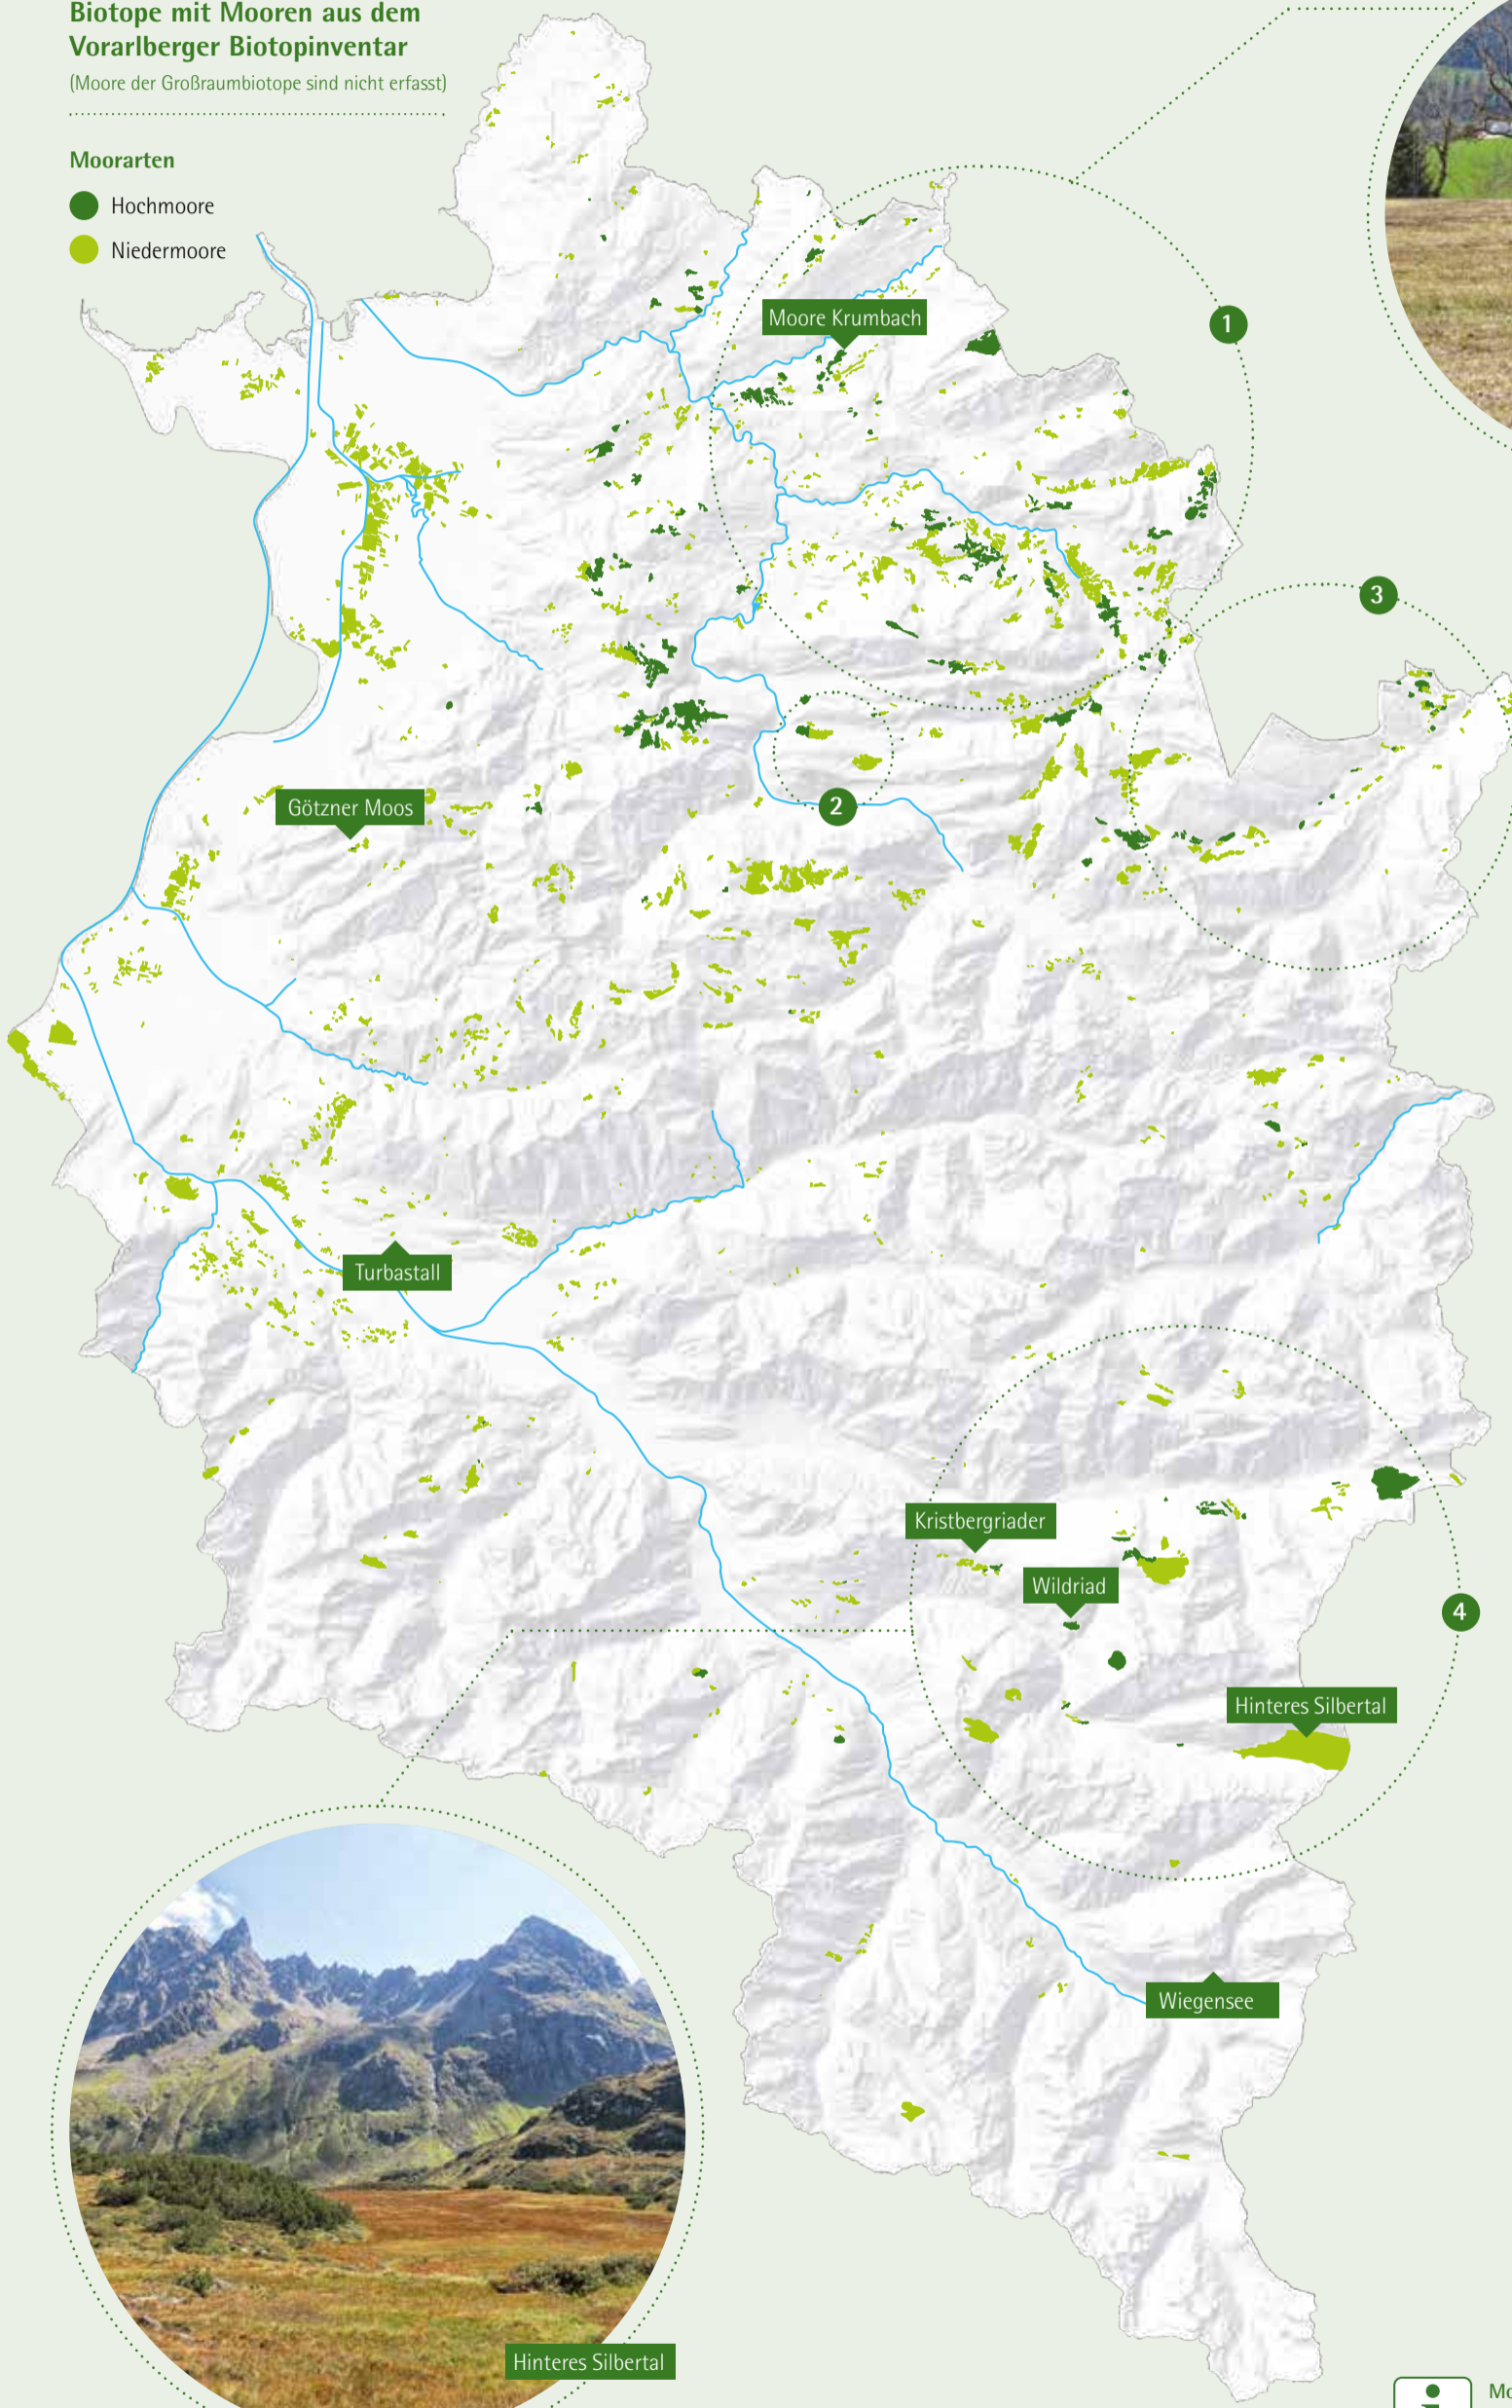 Biotope mit Mooren aus dem
Vorarlberger Biotopinventar
(Moore der Großraumbiotope sind nicht erfasst)
Moorarten
Hochmoore
Niedermoore
Moore Krumbach
1
3
Götzner Moos
2
Turbastall
Kristbergriader
Wildriad
4
Hinteres Silbertal
Wiegensee
Hinteres Silbertal